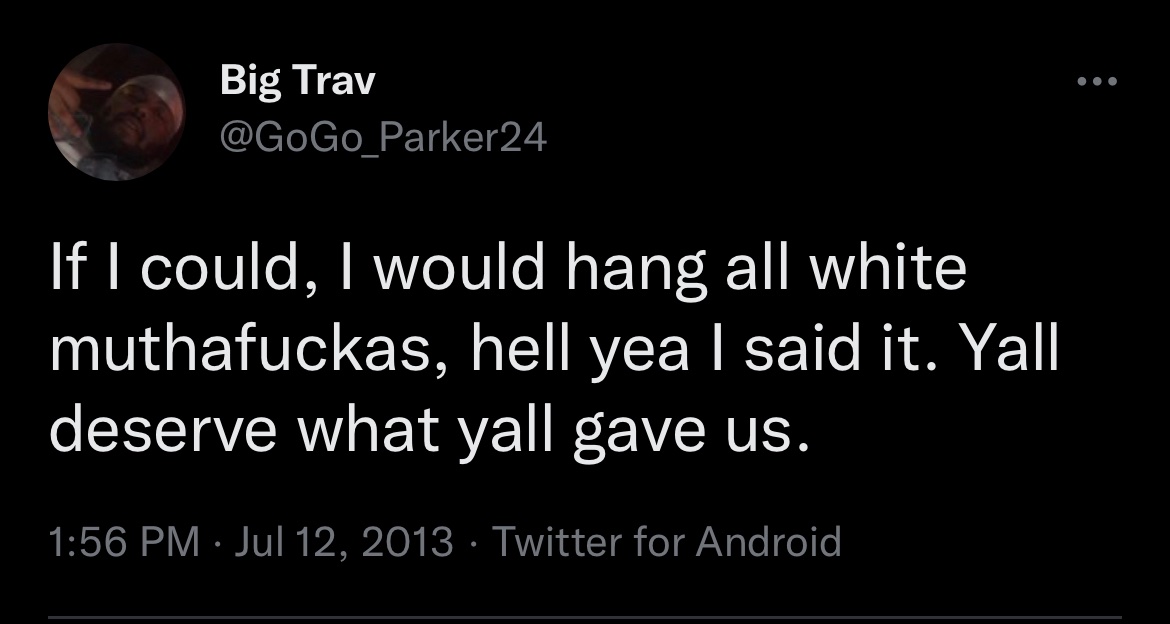 Big Trav
@GoGo_Parker24
If I could, I would hang all white
muthafuckas, hell yea I said it. Yall
deserve what yall gave us.
1:56 PM · Jul 12, 2013 · Twitter for Android